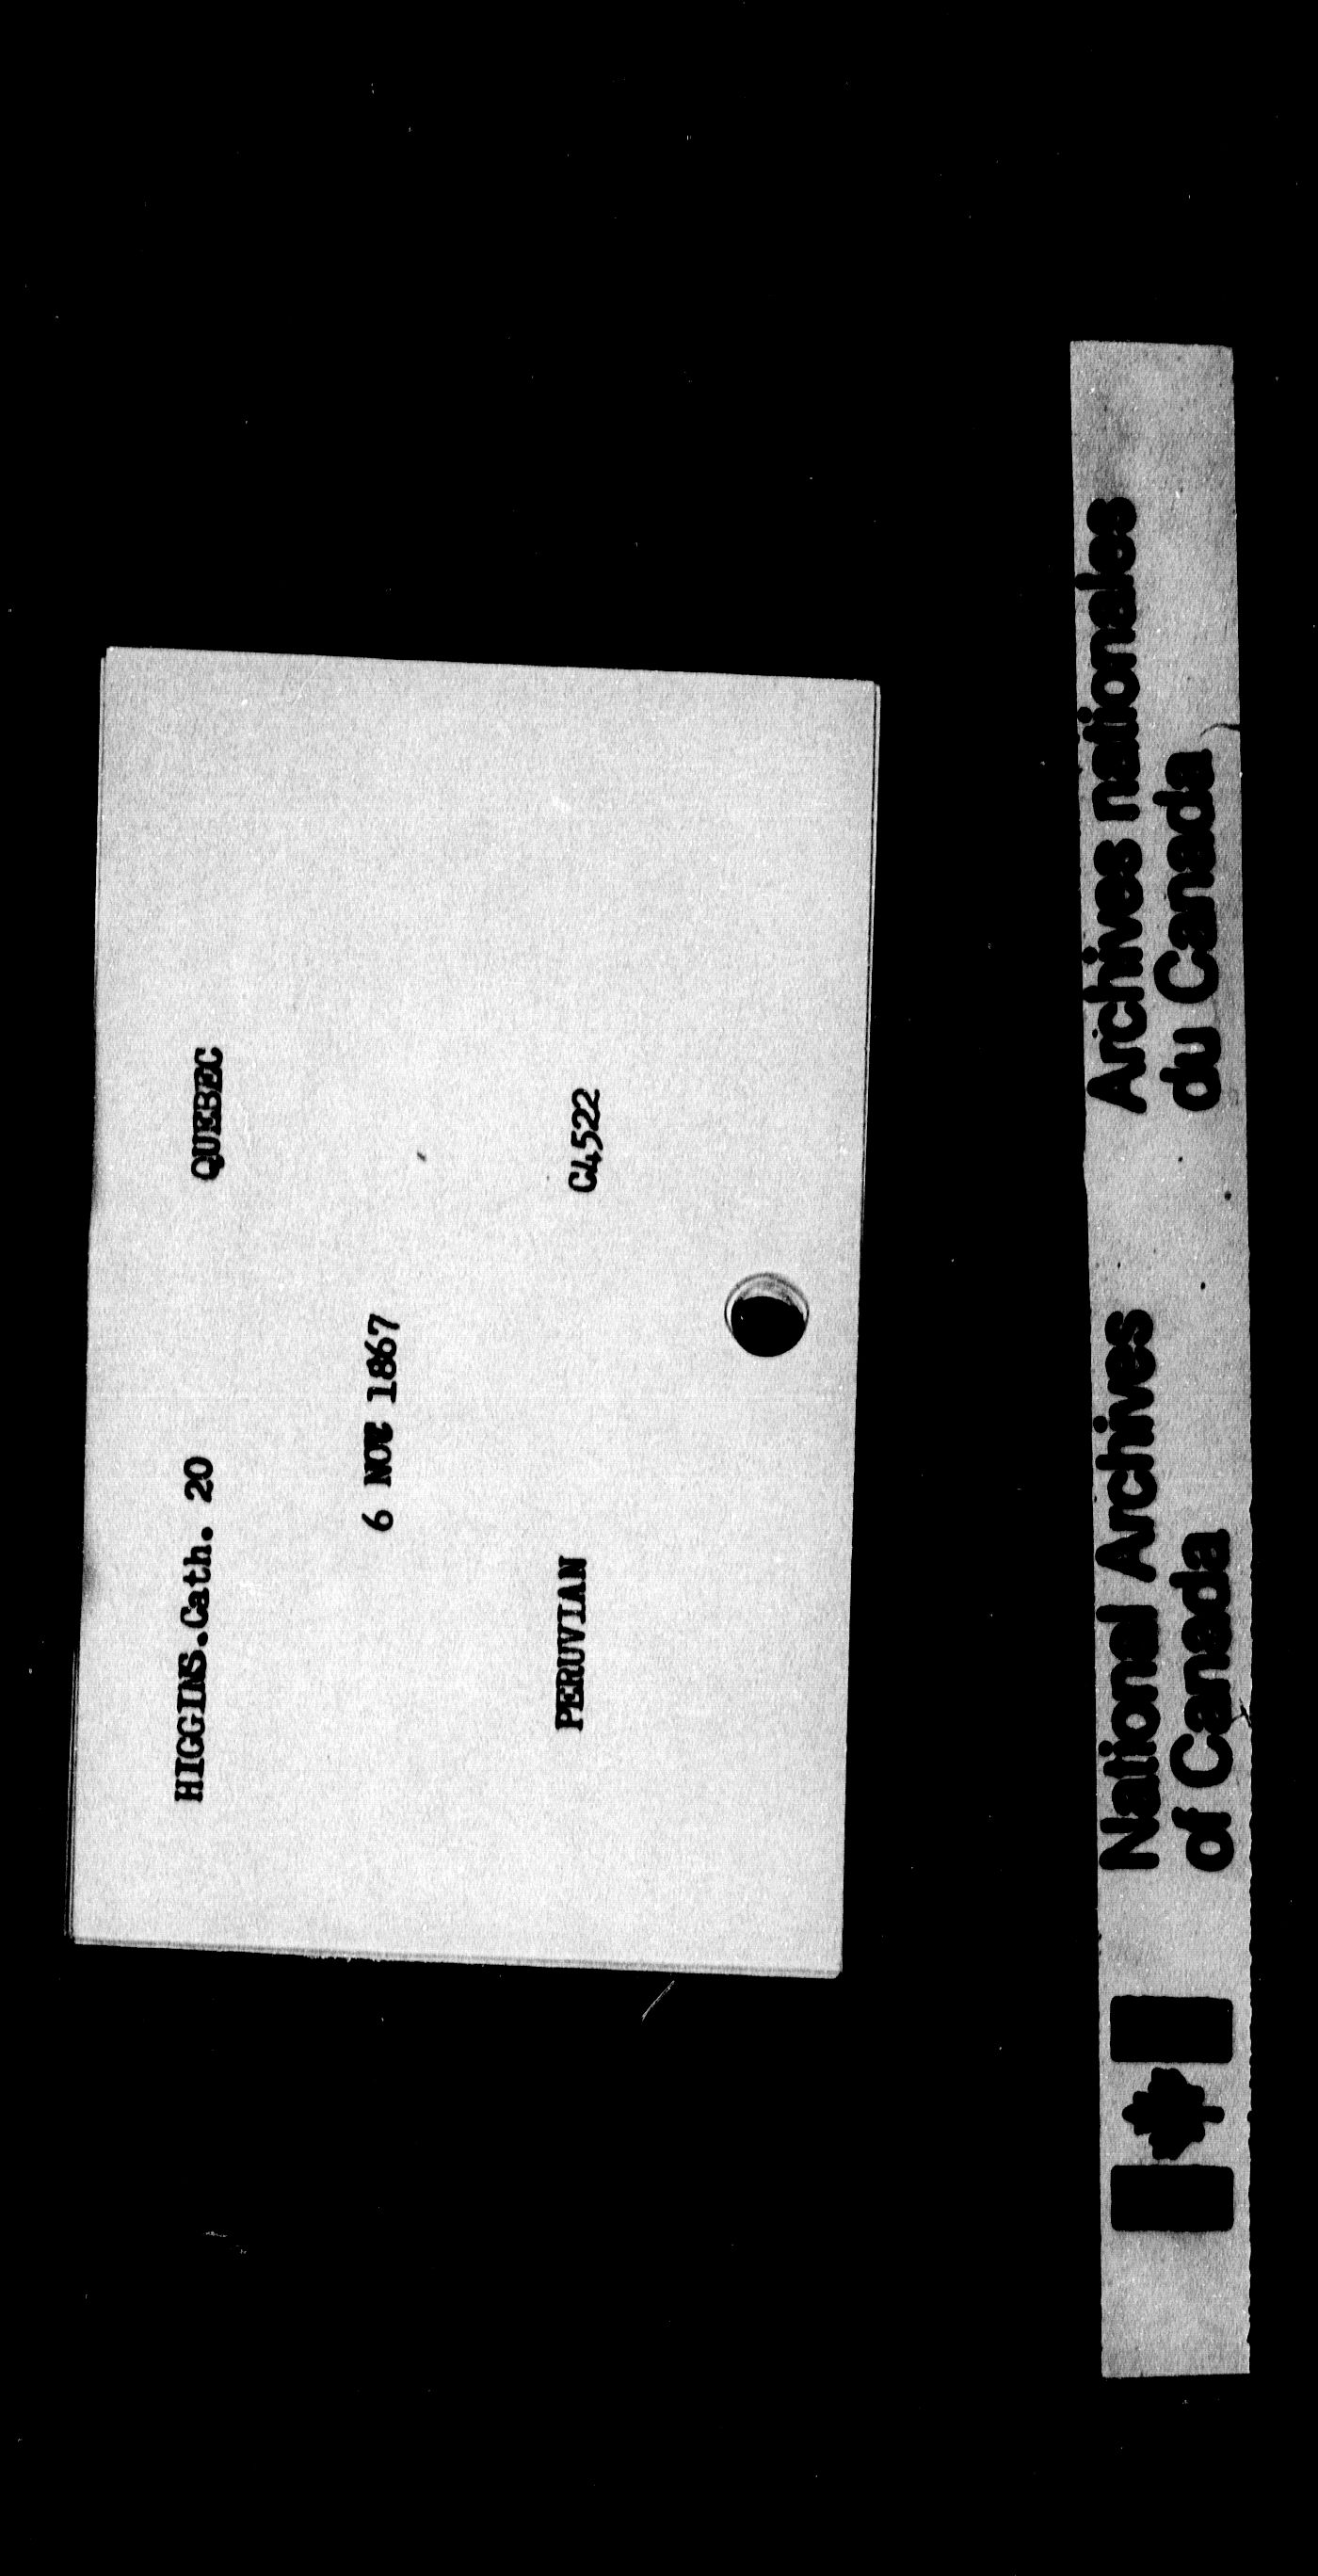 HIGGINS.Cath. 20 QUEBEC
6 NOV 1867
PERUVIAN C4522
National Archives
of Canada
Archives nationales
du Canada